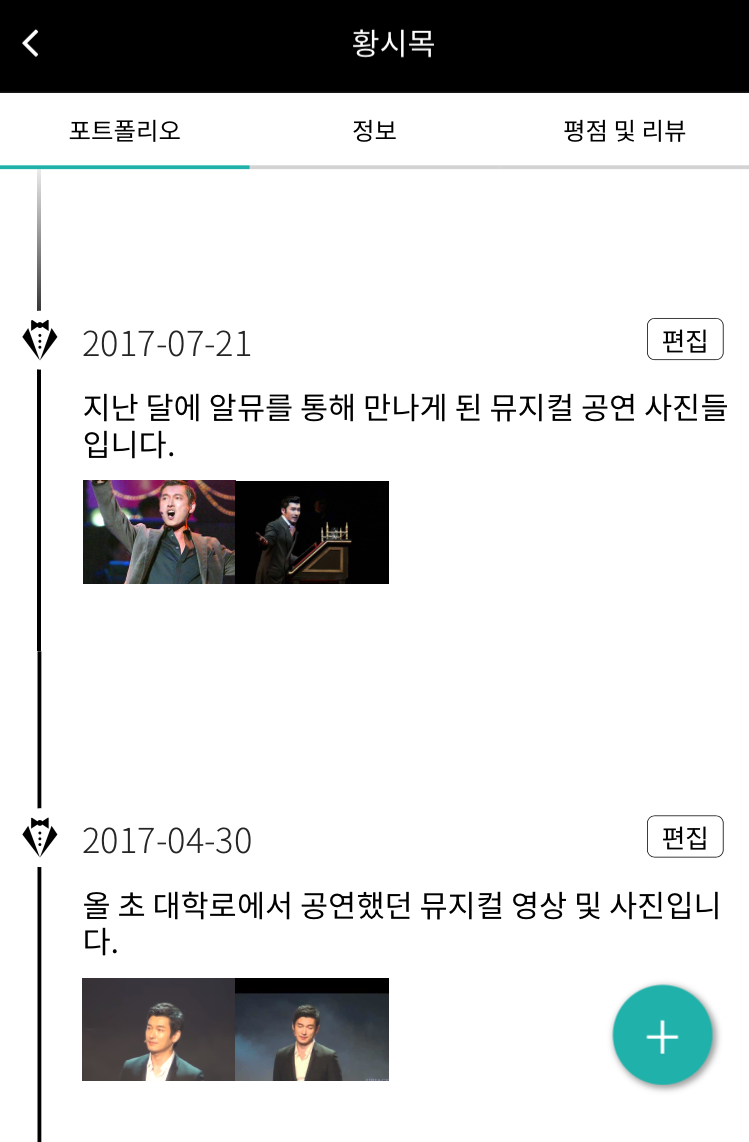 황시목
포트폴리오
정보
평점 및 리뷰
2017-07-21
편집
지난 달에 알뮤를 통해 만나게 된 뮤지컬 공연 사진들
입니다.
2017-04-30
편집
올 초 대학로에서 공연했던 뮤지컬 영상 및 사진입니
다.